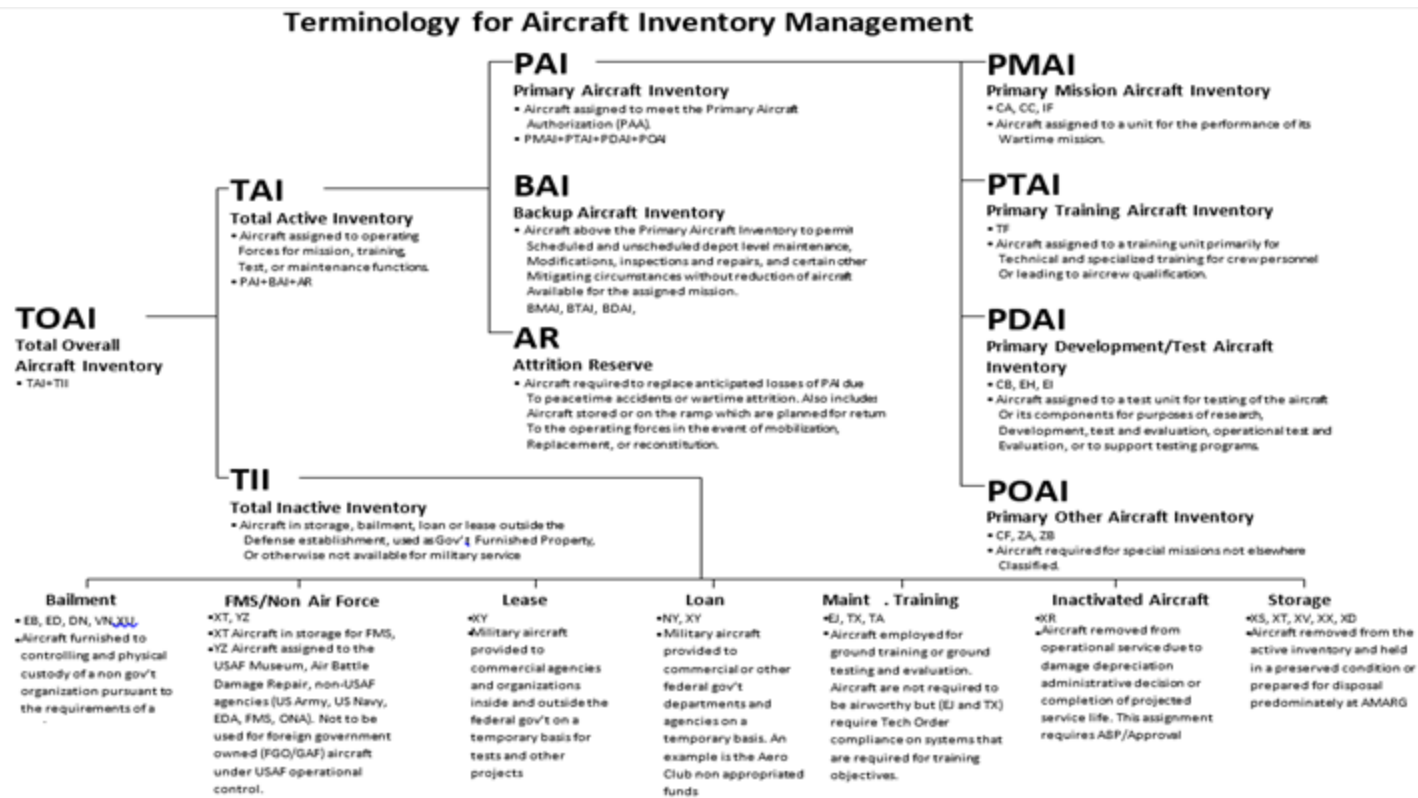 Terminology for Aircraft Inventory Management
TOAI
Total Overall
Aircraft Inventory
• TAI+TII
TAI
Total Active Inventory
• Aircraft assigned to operating
Forces for mission, training,
Test, or maintenance functions.
• PAI+BAI+AR
PAI
Primary Aircraft Inventory
• Aircraft assigned to meet the Primary Aircraft
Authorization (PAA).
• PMAI+PTAI+PDAI+POAI
BAI
Backup Aircraft Inventory
• Aircraft above the Primary Aircraft Inventory to permit
Scheduled and unscheduled depot level maintenance,
Modifications, inspections and repairs, and certain other
Mitigating circumstances without reduction of aircraft
Available for the assigned mission.
BMAI, BTAI, BDAI,
AR
Attrition Reserve
• Aircraft required to replace anticipated losses of PAI due
To peacetime accidents or wartime attrition. Also includes
Aircraft stored or on the ramp which are planned for return
To the operating forces in the event of mobilization,
Replacement, or reconstitution.
PMAI
Primary Mission Aircraft Inventory
• CA, CC, IF
• Aircraft assigned to a unit for the performance of its
Wartime mission.
PTAI
Primary Training Aircraft Inventory
• TF
• Aircraft assigned to a training unit primarily for
Technical and specialized training for crew personnel
Or leading to aircrew qualification.
PDAI
Primary Development/Test Aircraft
Inventory
• CB, EH, EI
• Aircraft assigned to a test unit for testing of the aircraft
Or its components for purposes of research,
Development, test and evaluation, operational test and
Evaluation, or to support testing programs.
POAI
Primary Other Aircraft Inventory
• CF, ZA, ZB
• Aircraft required for special missions not elsewhere
Classified.
TII
Total Inactive Inventory
• Aircraft in storage, bailment, loan or lease outside the
Defense establishment, used as Gov't Furnished Property,
Or otherwise not available for military service
Bailment
• EB, ED, DN, VN,XU,
•Aircraft furnished to
controlling and physical
custody of a non gov't
organization pursuant to
the requirements of a
FMS/Non Air Force
•XT, YZ
•XT Aircraft in storage for FMS,
•YZ Aircraft assigned to the
USAF Museum, Air Battle
Damage Repair, non-USAF
agencies (US Army, US Navy,
EDA, FMS, ONA). Not to be
used for foreign government
owned (FGO/GAF) aircraft
under USAF operational
control.
Lease
•XY
•Military aircraft
provided to
commercial agencies
and organizations
inside and outside the
federal gov't on a
temporary basis for
tests and other
projects
Loan
•NY, XY
•Military aircraft
provided to
commercial or other
federal gov't
departments and
agencies on a
temporary basis. An
example is the Aero
Club non appropriated
funds
Maint . Training
•EJ, TX, TA
•Aircraft employed for
ground training or ground
testing and evaluation.
Aircraft are not required to
be airworthy but (EJ and TX)
require Tech Order
compliance on systems that
are required for training
objectives.
Inactivated Aircraft
•XR
•Aircraft removed from
operational service due to
damage depreciation
administrative decision or
completion of projected
service life. This assignment
requires ASP/Approval
Storage
•XS, XT, XV, XX, XD
•Aircraft removed from the
active inventory and held
in a preserved condition or
prepared for disposal
predominately at AMARG